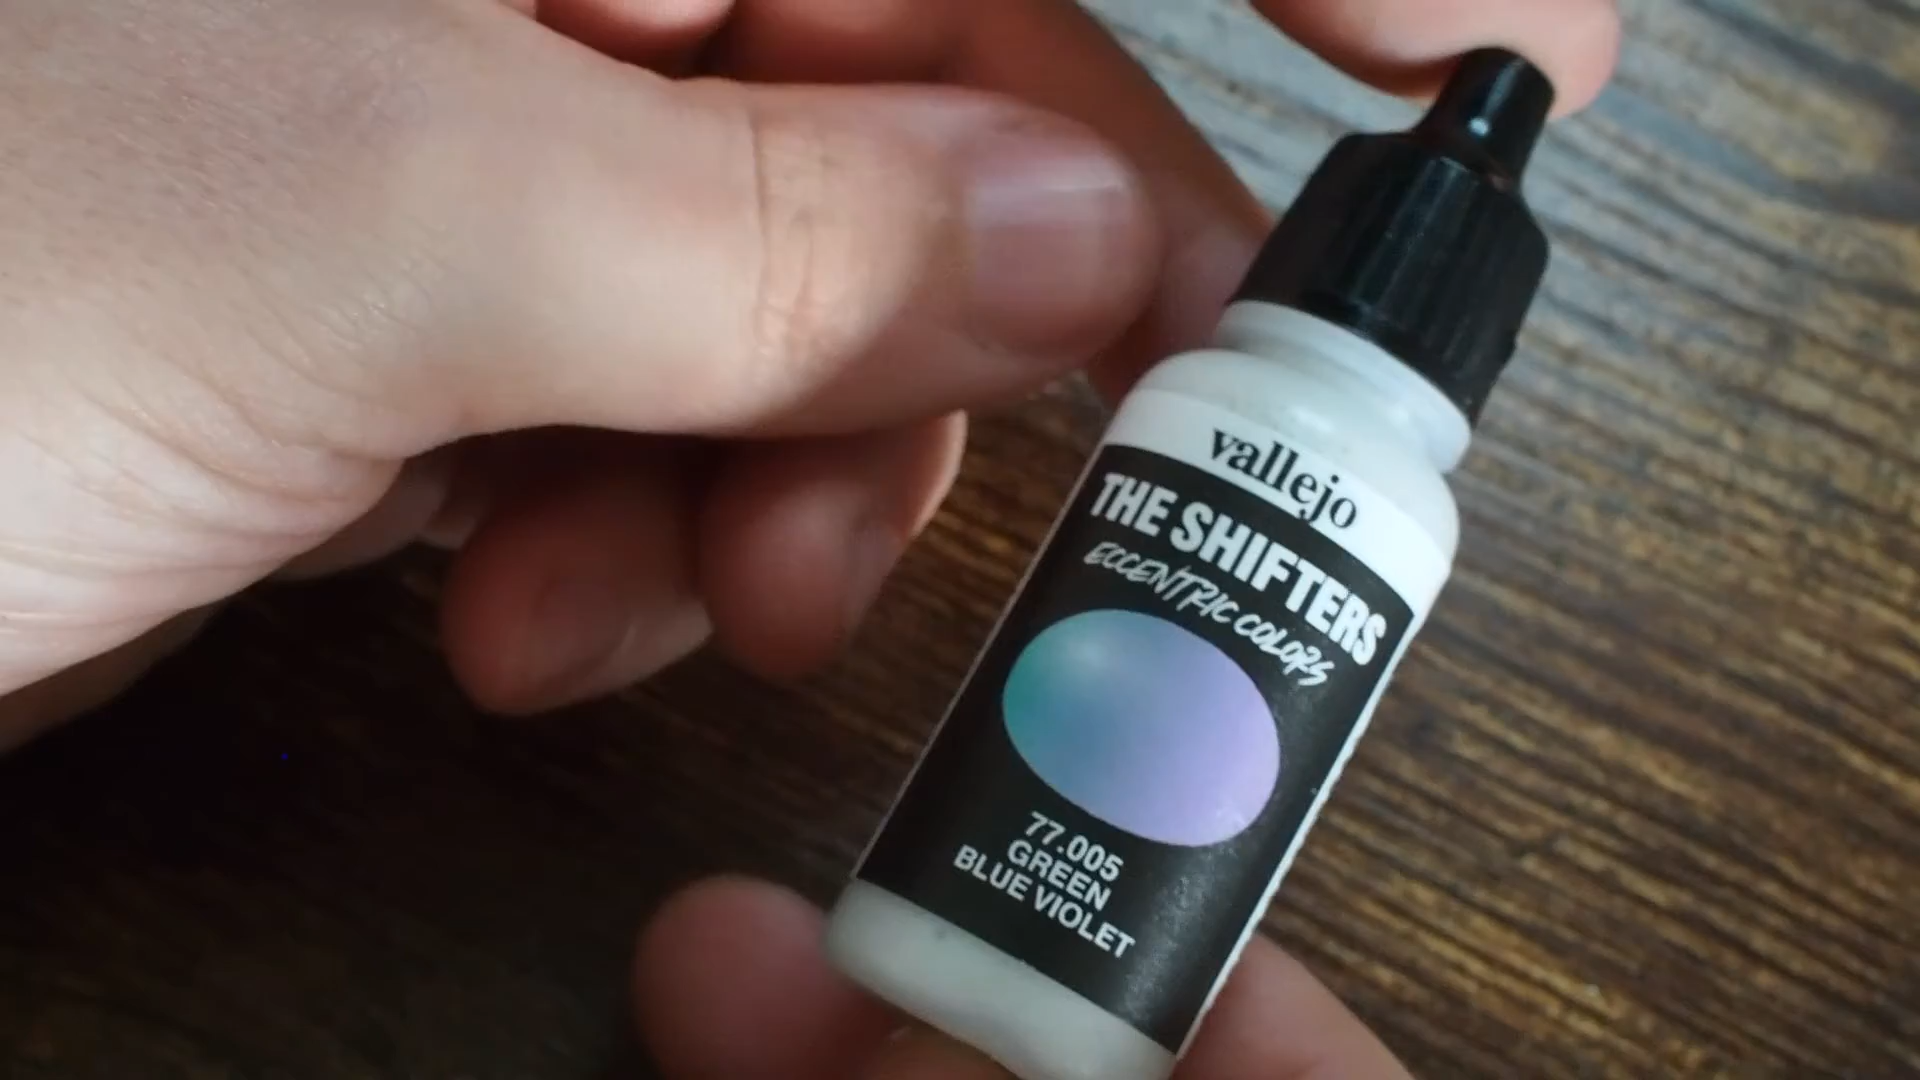 vallejo
THE SHIFTERS
ECCENTRIC COLORS
77.005
GREEN
BLUE VIOLET